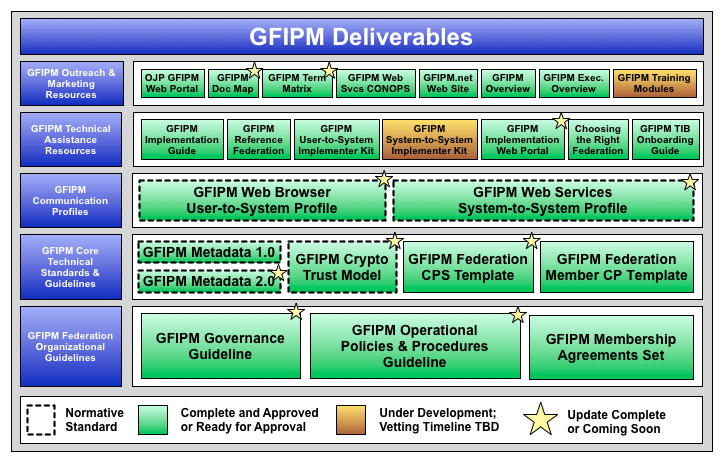 GFIPM Deliverables
GFIPM Outreach &
Marketing
Resources
OJP GFIPM
Web Portal
GFIPM
Doc Map
GFIPM Term
Matrix
GFIPM Web
Svcs CONOPS
GFIPM.net
Web Site
GFIPM
Overview
GFIPM Exec.
Overview
GFIPM Training
Modules
GFIPM Technical
Assistance
Resources
GFIPM
Implementation
Guide
GFIPM
Reference
Federation
GFIPM
User-to-System
Implementer Kit
GFIPM
System-to-System
Implementer Kit
GFIPM
Implementation
Web Portal
Choosing
the Right
Federation
GFIPM TIB
Onboarding
Guide
GFIPM
Communication
Profiles
GFIPM Web Browser
User-to-System Profile
GFIPM Web Services
System-to-System Profile
GFIPM Core
Technical
Standards &
Guidelines
GFIPM Metadata 1.0
GFIPM Metadata 2.0
GFIPM Crypto
Trust Model
GFIPM Federation
CPS Template
GFIPM Federation
Member CP Template
GFIPM Federation
Organizational
Guidelines
GFIPM Governance
Guideline
GFIPM Operational
Policies & Procedures
Guideline
GFIPM Membership
Agreements Set
Normative
Standard
Complete and Approved
or Ready for Approval
Under Development;
Vetting Timeline TBD
Update Complete
or Coming Soon